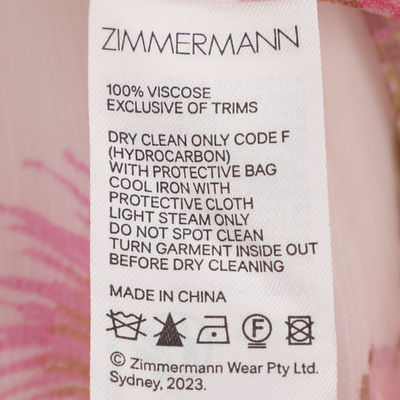 ZIMMERMANN
100% VISCOSE
EXCLUSIVE OF TRIMS
DRY CLEAN ONLY CODE F
(HYDROCARBON)
WITH PROTECTIVE BAG
COOL IRON WITH
PROTECTIVE CLOTH
LIGHT STEAM ONLY
DO NOT SPOT CLEAN
TURN GARMENT INSIDE OUT
BEFORE DRY CLEANING
MADE IN CHINA
F
© Zimmermann Wear Pty Ltd.
Sydney, 2023.